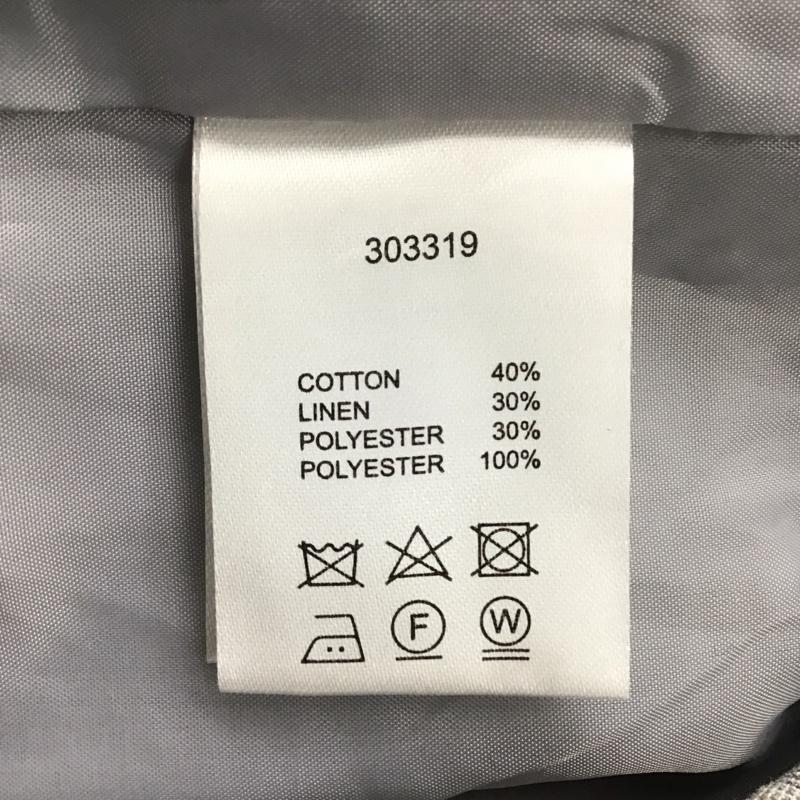 303319
COTTON 40%
LINEN 30%
POLYESTER 30%
POLYESTER 100%
F W